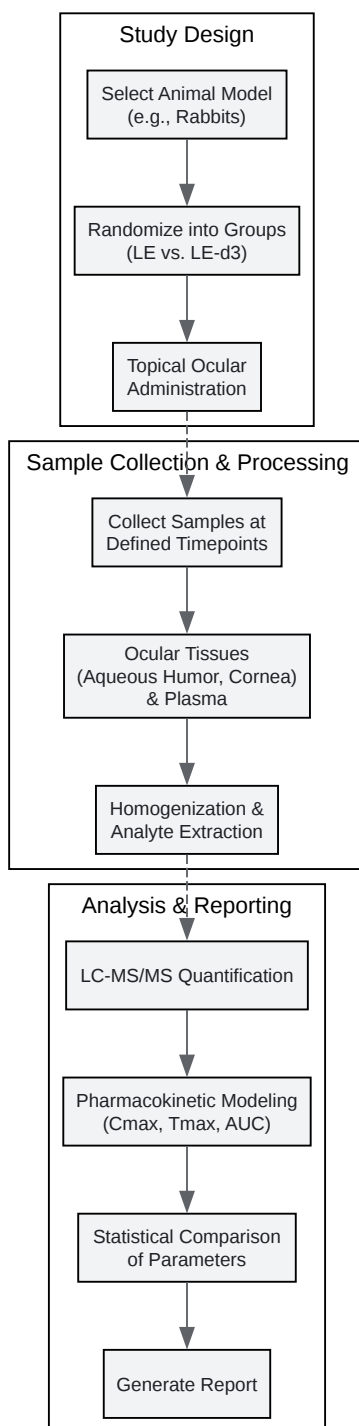 Study Design
Select Animal Model
(e.g., Rabbits)
Randomize into Groups
(LE vs. LE-d3)
Topical Ocular
Administration
Sample Collection & Processing
Collect Samples at
Defined Timepoints
Ocular Tissues
(Aqueous Humor, Cornea)
& Plasma
Homogenization &
Analyte Extraction
Analysis & Reporting
LC-MS/MS Quantification
Pharmacokinetic Modeling
(Cmax, Tmax, AUC)
Statistical Comparison
of Parameters
Generate Report